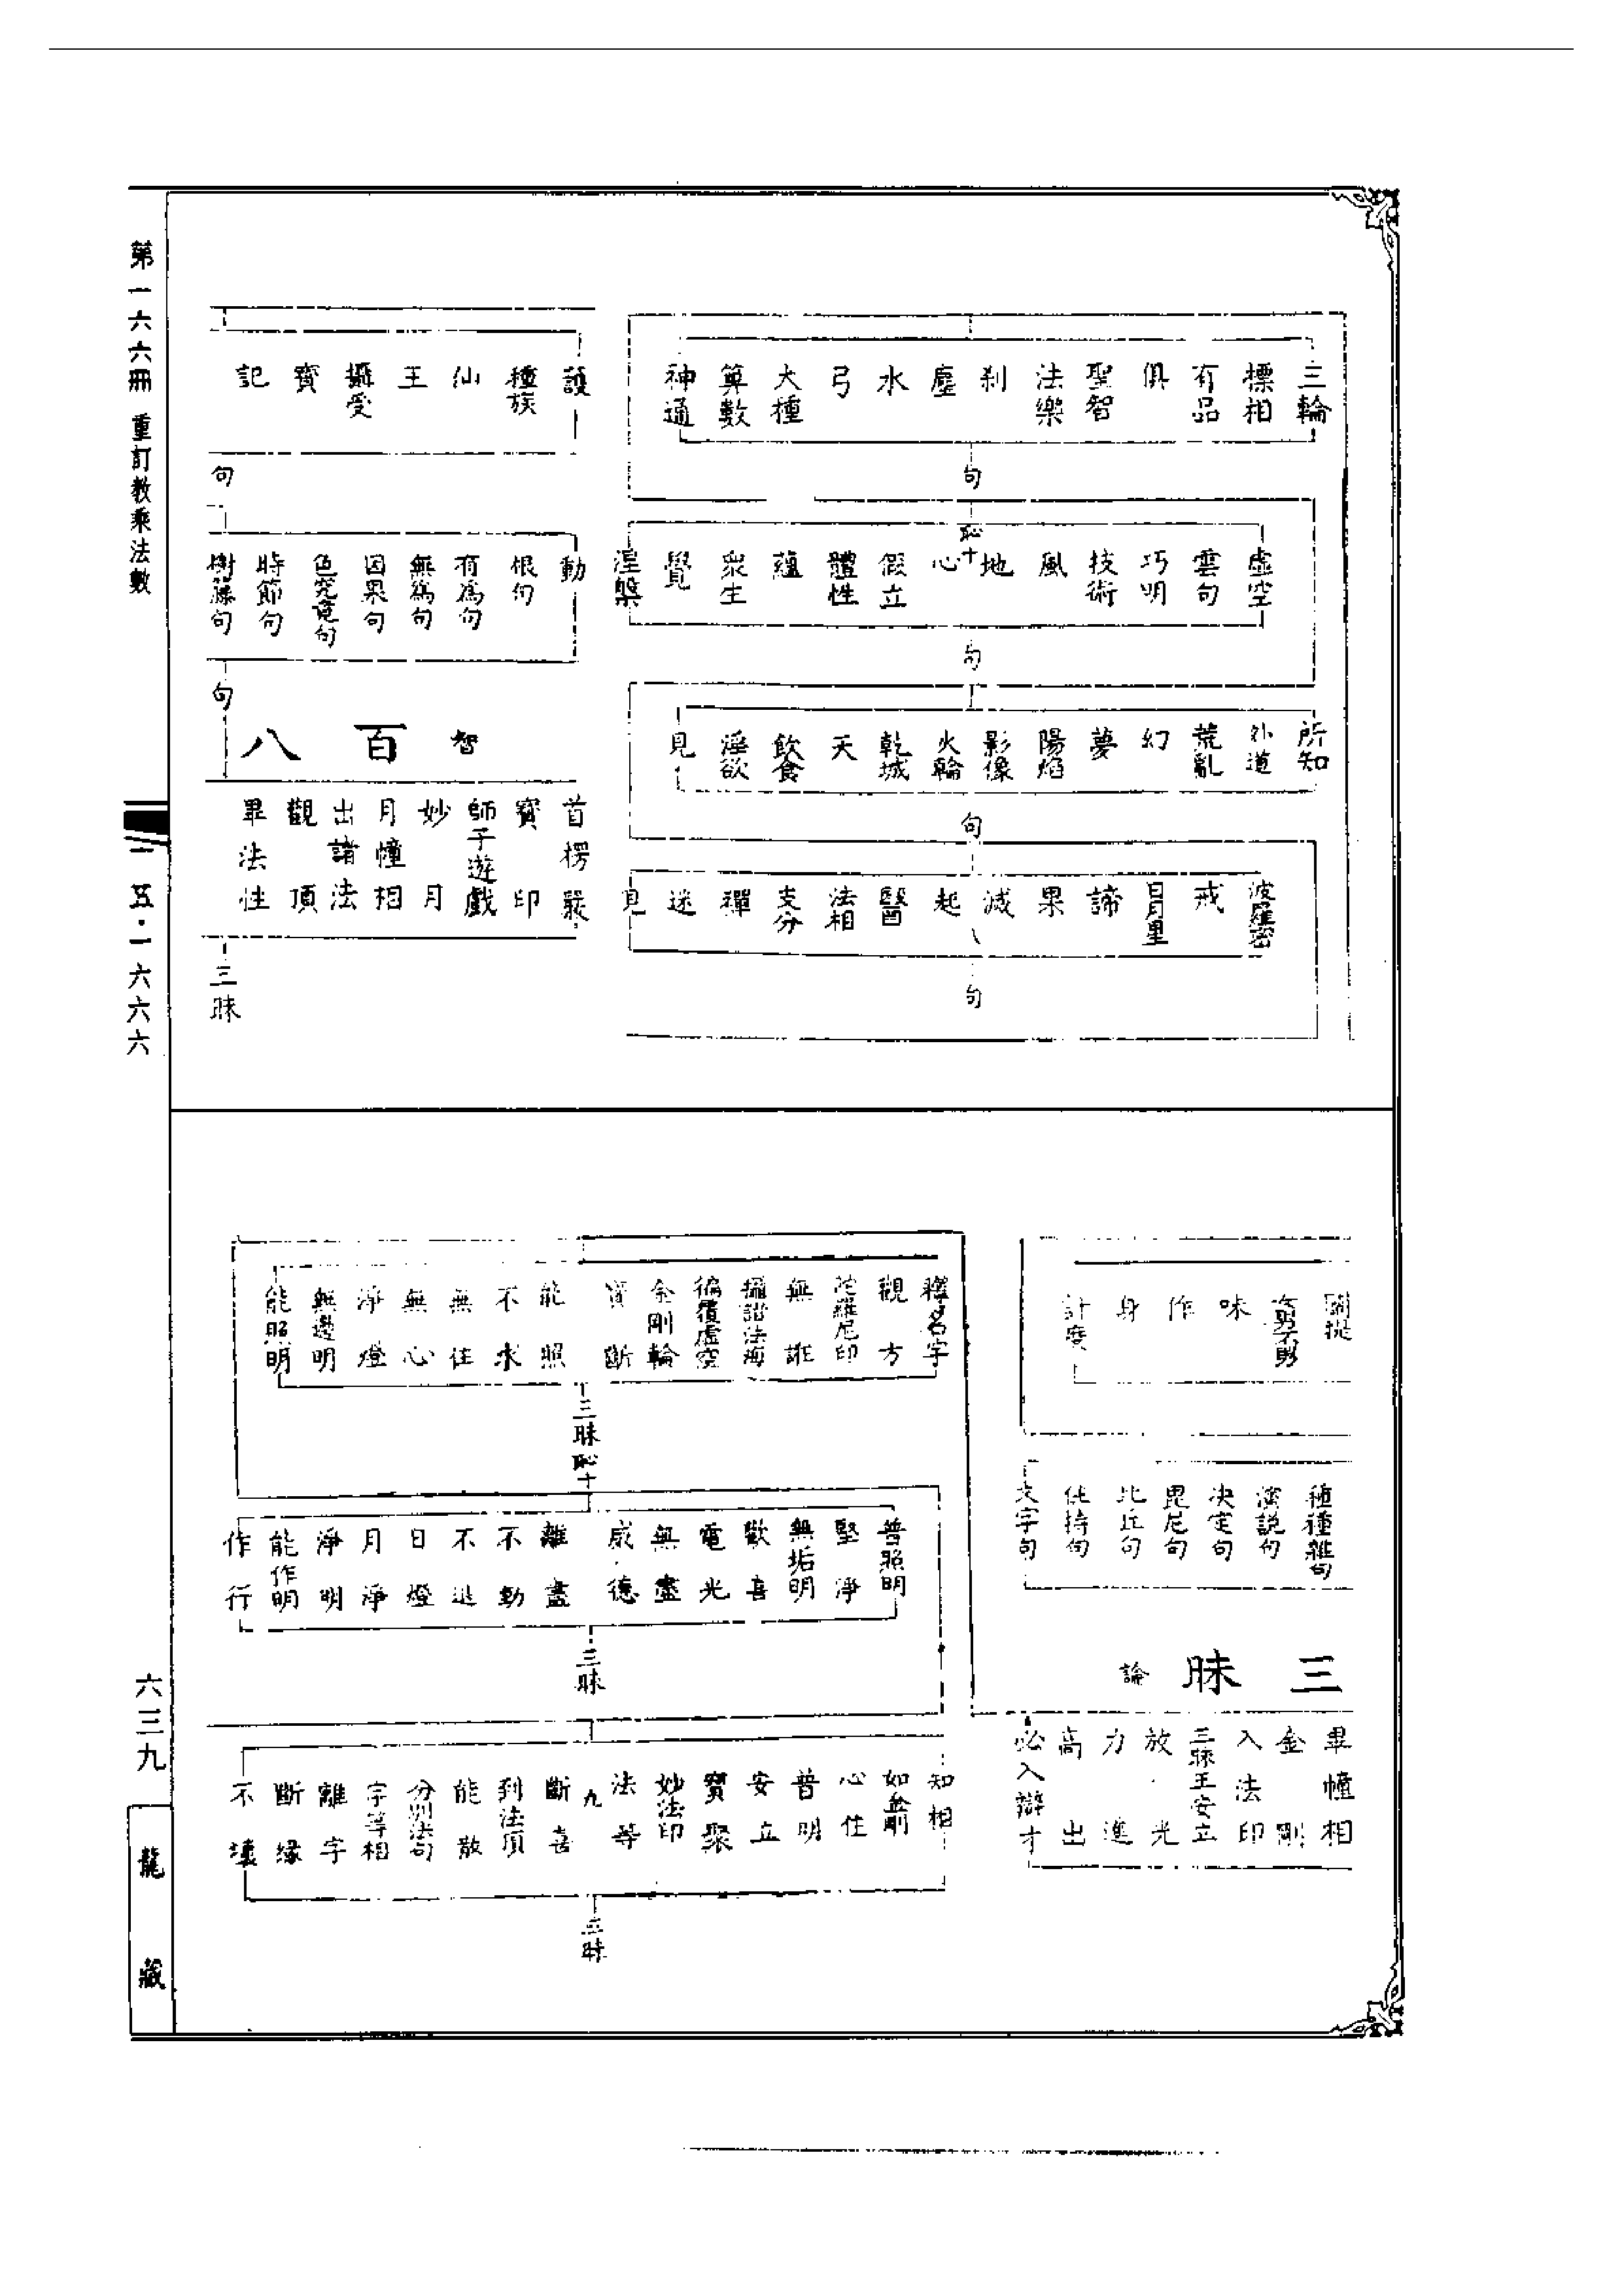 三輪
標相
有品
俱
聖智
法樂
刹
塵
水
弓
大種
算數
神通
句
恥十
虛空
雲句
巧明
技術
風
地
心
假立
體性
蘊
衆生
覺
涅槃
句
所知
外道
荒亂
幻
夢
陽焰
影像
火輪
乾城
天
飲食
淫欲
見
句
波羅密
戒
日月星
諦
果
滅
起
醫
法相
支分
禪
迷
見
八
句
護
種族
仙
王
攝受
寶
記
句
動
根句
有爲句
無爲句
因果句
色究竟句
時節句
樹藤句
句
百八
智
首楞嚴
寶印
師子遊戲
妙月
月幢相
出諸法
觀頂
畢法性
三昧
闡提
女男不男
味
作
身
計度
種種雜句
演說句
決定句
毘尼句
比丘句
住持句
文字句
三昧
論
畢幢相
金剛
入法印
三昧王安立
放光
力進
高出
必入辯才
釋名字
觀方
陀羅尼印
無誑
攝諸法海
徧覆虛空
金剛輪
寶斷
能照
不求
無住
無心
淨燈
無邊明
能照明
三昧
恥十
普照明
堅淨
無垢明
歡喜
電光
無盡
威德
離盡
不動
不退
日燈
月淨
淨明
能作明
作行
三昧
知相
如金剛
心住
普明
安立
寶聚
妙法印
法等
九
斷喜
到法頂
能散
分別法句
字等相
離字
斷緣
不壞
三昧
第一六六冊 重訂教乘法數
一五·一六六六
六三九
龍藏